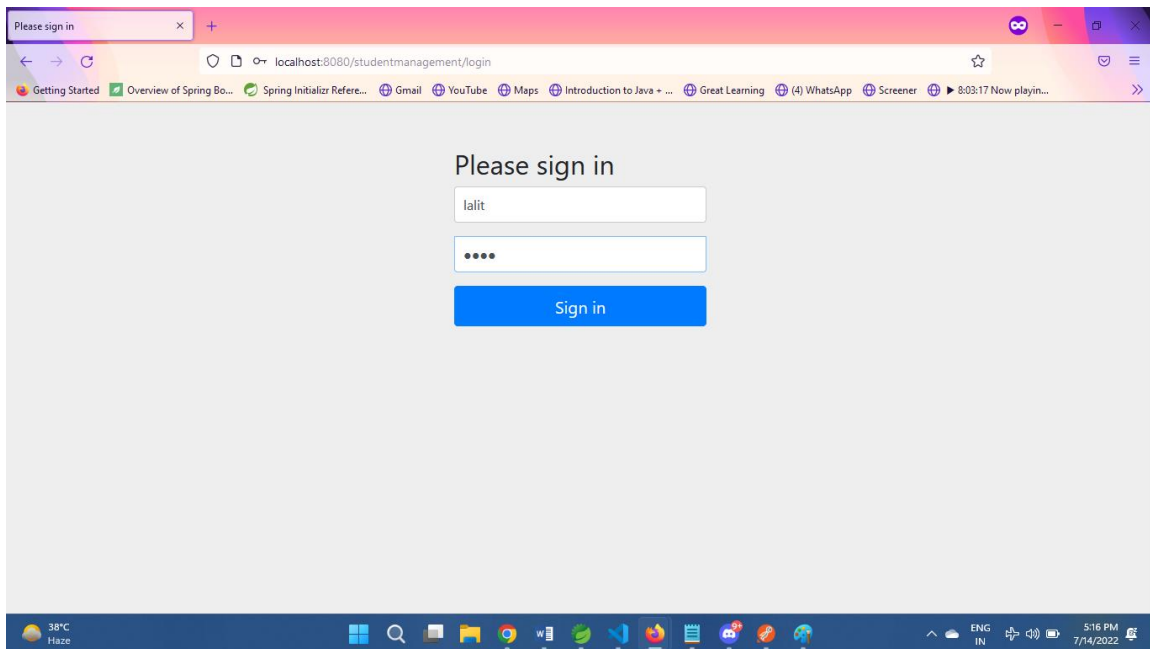 Please sign in
localhost:8080/studentmanagement/login
Getting Started Overview of Spring Bo... Spring Initializr Refere... Gmail YouTube Maps Introduction to Java + ... Great Learning (4) WhatsApp Screener ▶ 8:03:17 Now playin...
Please sign in
lalit
••••
Sign in
38°C
Haze
9+
ENG
IN
5:16 PM
7/14/2022